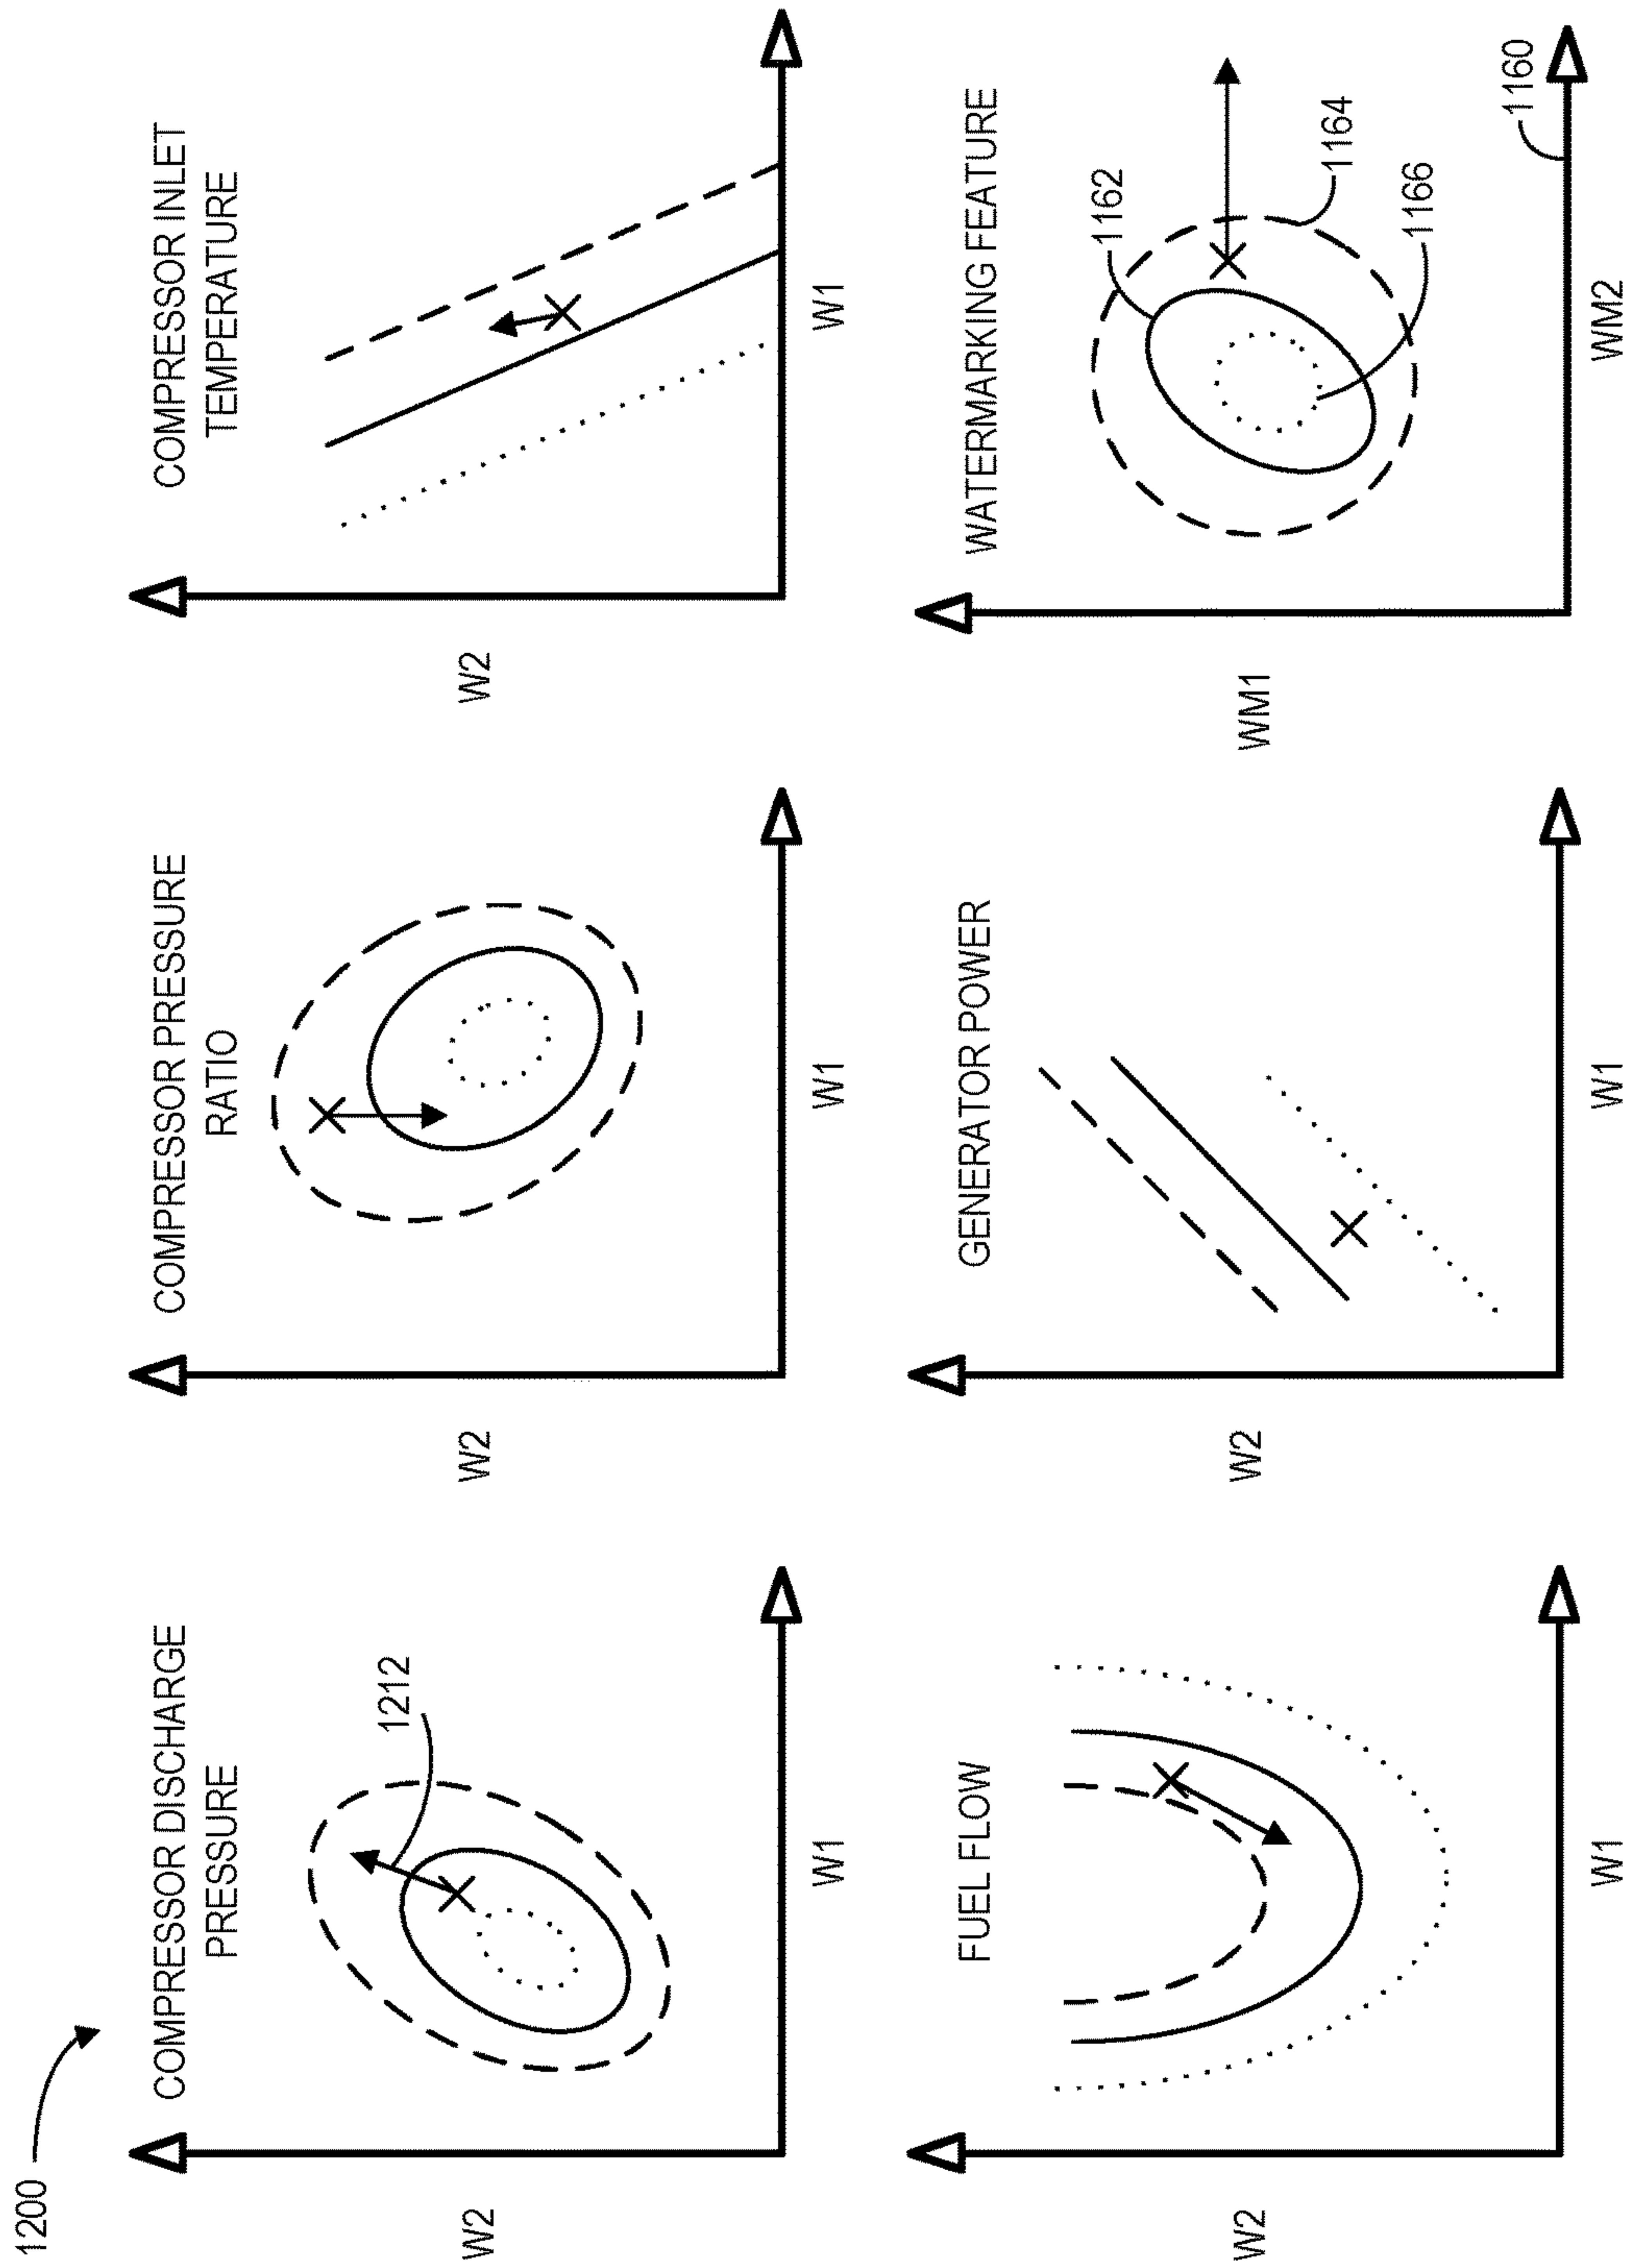 1200
COMPRESSOR DISCHARGE
PRESSURE
1212
W2
W1
COMPRESSOR PRESSURE
RATIO
W2
W1
COMPRESSOR INLET
TEMPERATURE
W2
W1
FUEL FLOW
W2
W1
GENERATOR POWER
W2
W1
WATERMARKING FEATURE
1162
1164
1166
1160
WM1
WM2